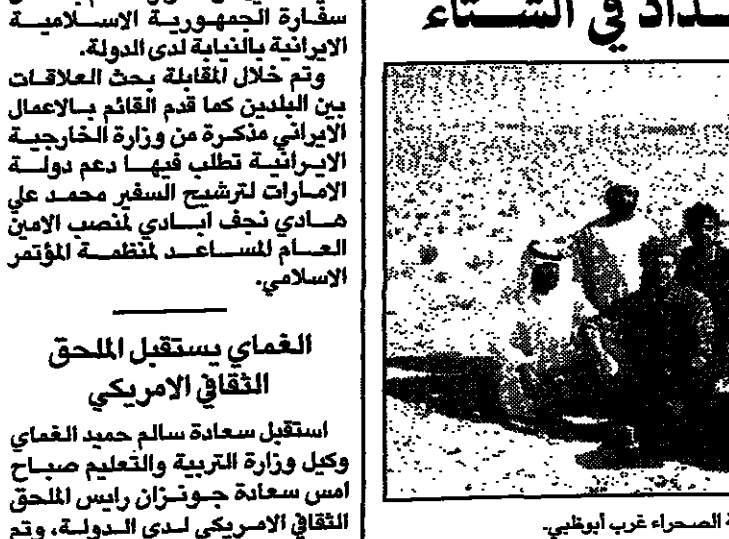 سفارة الجمهورية الاسلامية
الايرانية بالنيابة لدى الدولة.
وتم خلال المقابلة بحث العلاقات
بين البلدين كما قدم القائم بالاعمال
الايراني مذكرة من وزارة الخارجية
الايرانية تطلب فيها دعم دولة
الامارات لترشيح السفير محمد علي
هادي نجف ابادي لمنصب الامين
العام المساعد لمنظمة المؤتمر
الاسلامي.
الغماي يستقبل الملحق
الثقافي الامريكي
استقبل سعادة سالم حميد الغماي
وكيل وزارة التربية والتعليم صباح
امس سعادة جونزان رايس الملحق
الثقافي الامريكي لدى الدولة، وتم
في الشتاء
الصحراء غرب أبوظبي.